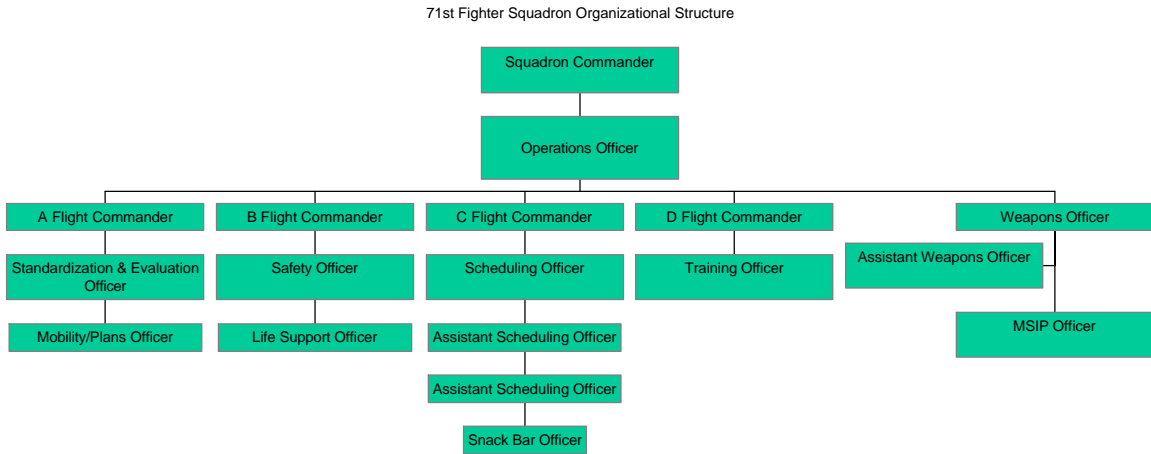 71st Fighter Squadron Organizational Structure
Squadron Commander
Operations Officer
A Flight Commander
B Flight Commander
C Flight Commander
D Flight Commander
Weapons Officer
Standardization & Evaluation
Officer
Safety Officer
Scheduling Officer
Training Officer
Assistant Weapons Officer
Mobility/Plans Officer
Life Support Officer
Assistant Scheduling Officer
MSIP Officer
Assistant Scheduling Officer
Snack Bar Officer